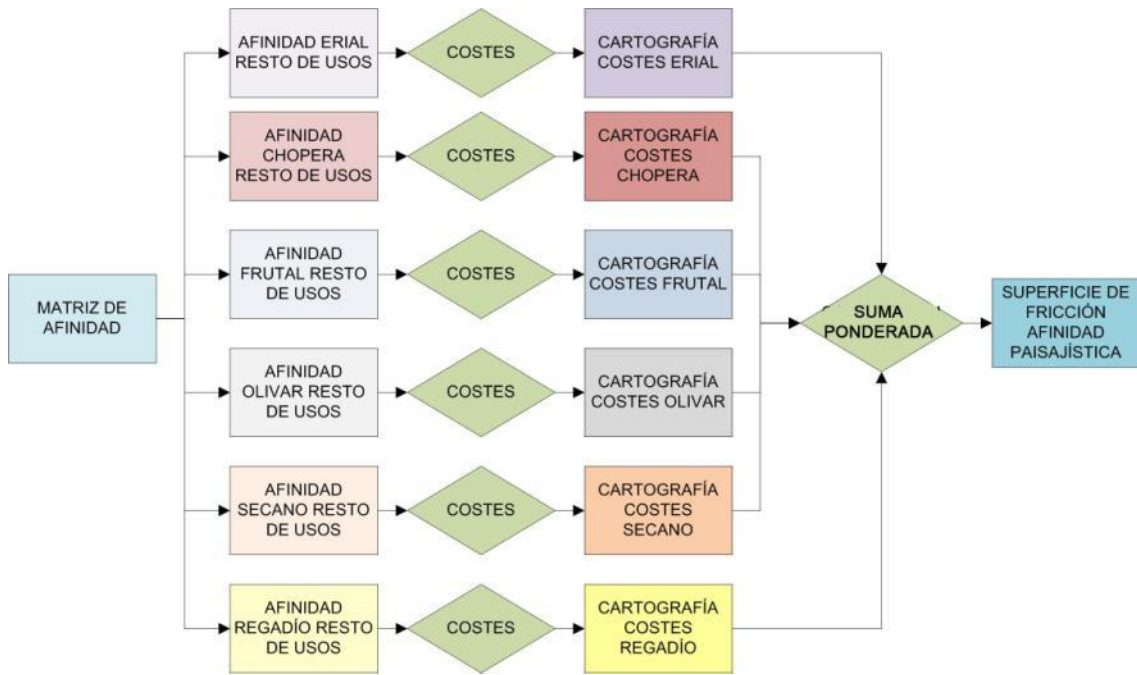 AFINIDAD ERIAL
RESTO DE USOS
COSTES
CARTOGRAFÍA
COSTES ERIAL
AFINIDAD
CHOPERA
RESTO DE USOS
COSTES
CARTOGRAFÍA
COSTES
CHOPERA
AFINIDAD
FRUTAL RESTO
DE USOS
COSTES
CARTOGRAFÍA
COSTES FRUTAL
MATRIZ DE
AFINIDAD
SUMA
PONDERADA
SUPERFICIE DE
FRICCIÓN
AFINIDAD
PAISAJÍSTICA
AFINIDAD
OLIVAR RESTO
DE USOS
COSTES
CARTOGRAFÍA
COSTES OLIVAR
AFINIDAD
SECANO RESTO
DE USOS
COSTES
CARTOGRAFÍA
COSTES
SECANO
AFINIDAD
REGADÍO RESTO
DE USOS
COSTES
CARTOGRAFÍA
COSTES
REGADÍO